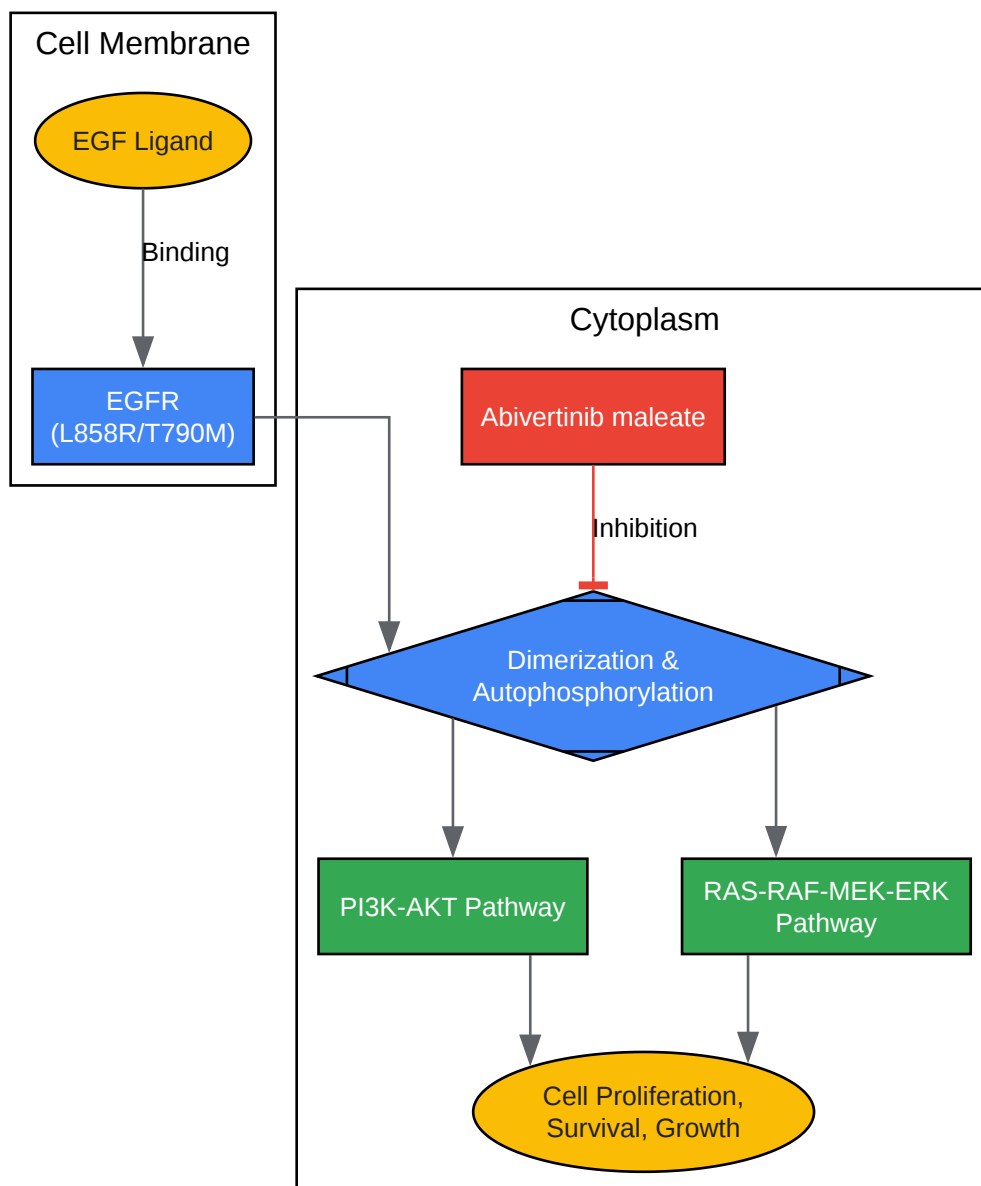 Cell Membrane
EGF Ligand
Binding
EGFR
(L858R/T790M)
Cytoplasm
Abivertinib maleate
Inhibition
Dimerization &
Autophosphorylation
PI3K-AKT Pathway
RAS-RAF-MEK-ERK
Pathway
Cell Proliferation,
Survival, Growth